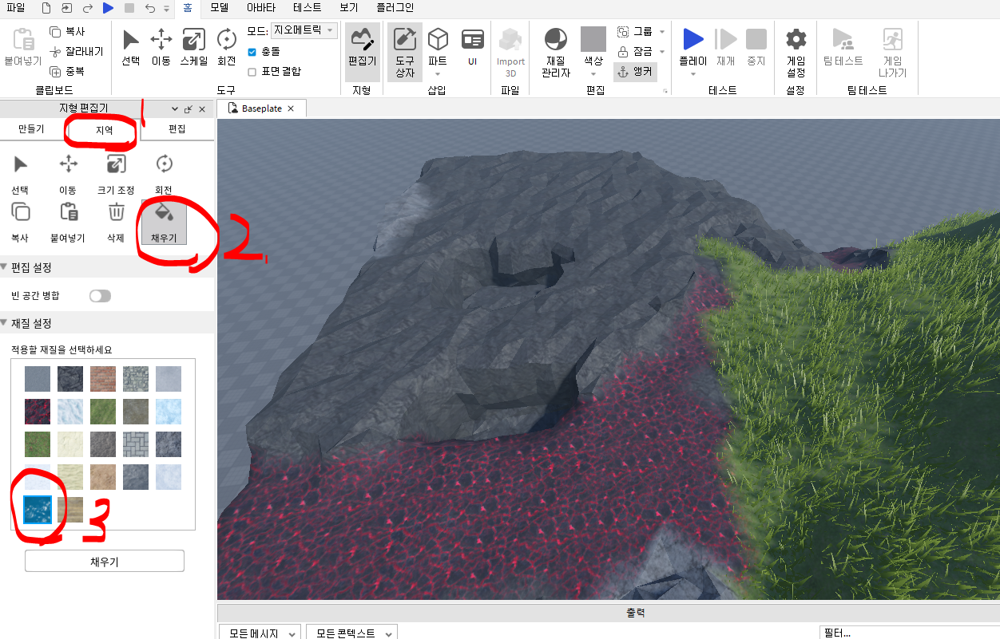 파일 홈 모델 아바타 테스트 보기 플러그인
붙여넣기 복사 잘라내기 중복
클립보드
선택 이동 스케일 회전
모드: 지오메트릭
충돌
표면 결합
도구
편집기
지형
도구 상자 파트 UI
삽입
Import 3D
파일
재질 관리자 색상 그룹 잠금 앵커
편집
플레이 재개 중지
테스트
게임 설정
설정
팀 테스트 게임 나가기
팀 테스트
지형 편집기
1
만들기 지역 편집
선택 이동 크기 조정 회전
복사 붙여넣기 삭제 채우기
2.
편집 설정
빈 공간 병합
재질 설정
적용할 재질을 선택하세요
3
채우기
Baseplate
출력
모든 메시지 모든 콘텍스트 필터...